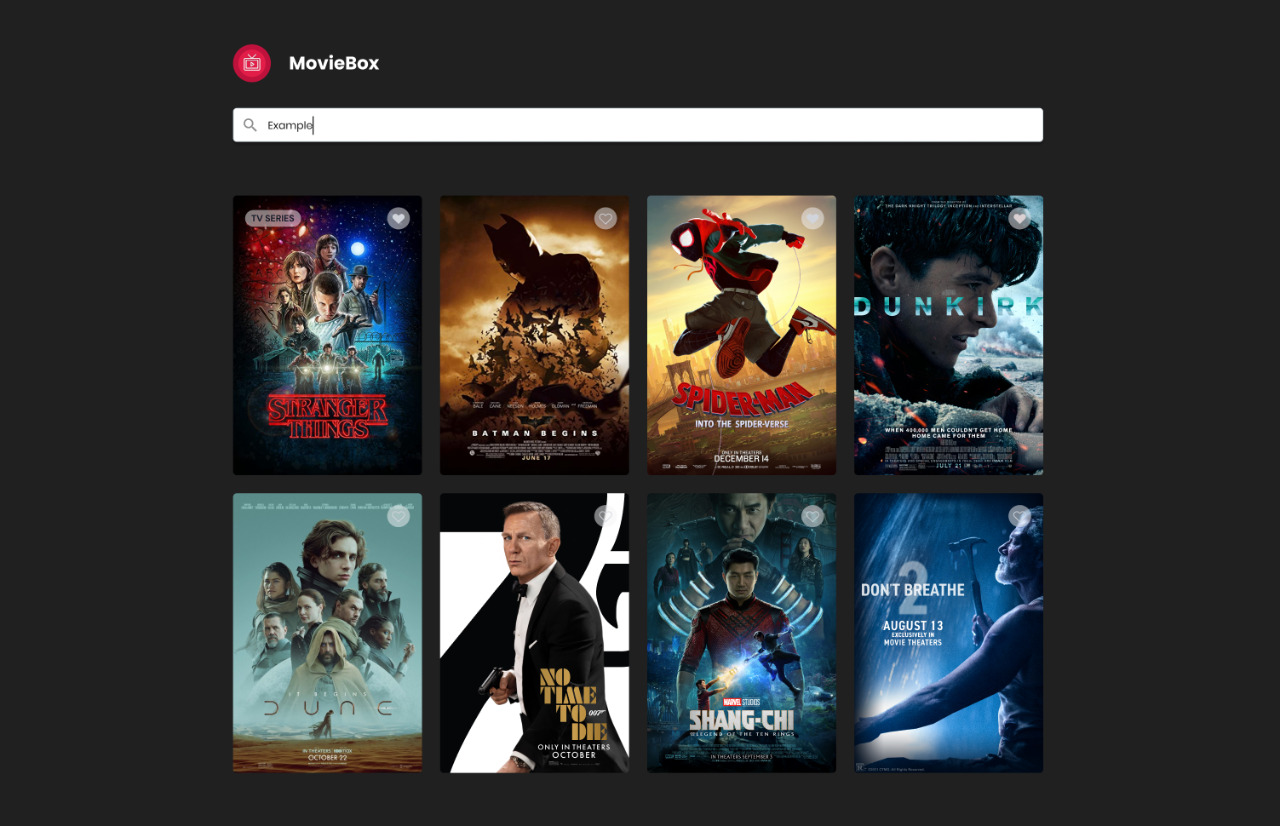 MovieBox
Example
TV SERIES
STRANGER
THINGS
BATMAN BEGINS
JUNE 17
SPIDER-MAN
INTO THE SPIDER-VERSE
ONLY IN THEATERS
DECEMBER 14
THE DARK KNIGHT TRILOGY, INCEPTION AND INTERSTELLAR
DUNKIRK
WHEN 400,000 MEN COULDN'T GET HOME
HOME CAME FOR THEM
JULY 21
IT BEGINS
DUNE
IN THEATERS
OCTOBER 22
NO
TIME
TO 007
DIE
ONLY IN THEATERS
OCTOBER
MARVEL STUDIOS
SHANG-CHI
LEGEND OF THE TEN RINGS
IN THEATERS SEPTEMBER 3
2
DON'T BREATHE
AUGUST 13
EXCLUSIVELY IN
MOVIE THEATERS